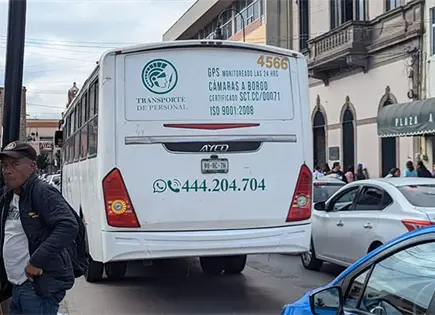 4566
GPS MONITOREADO LAS 24 HRS
CÁMARAS A BORDO
CERTIFICADO SCT.CC/00071
ISO 9001:2008
TRANSPORTE
DE PERSONAL
AYCO
444.204.704
PLAZA